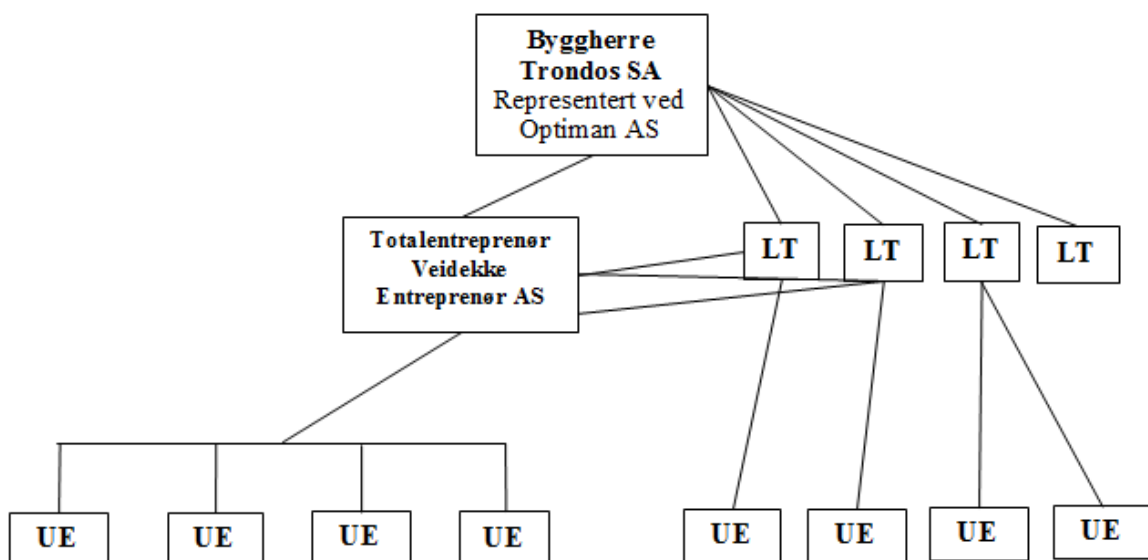 Byggherre
Trondos SA
Representert ved
Optiman AS
Totalentreprenør
Veidekke
Entreprenør AS
LT
LT
LT
LT
UE
UE
UE
UE
UE
UE
UE
UE